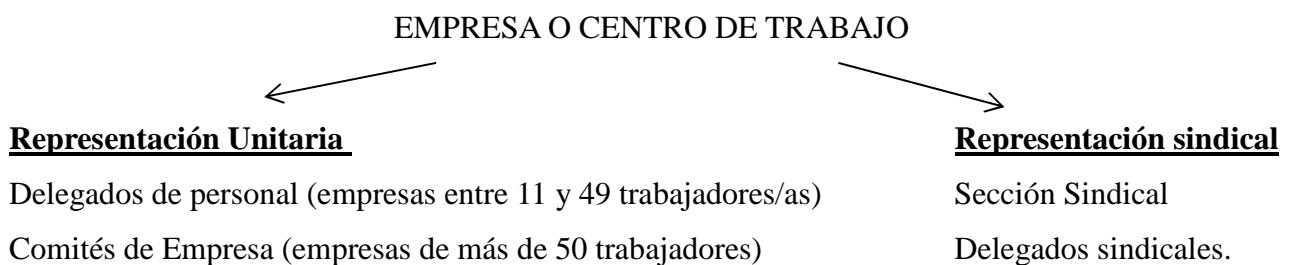 EMPRESA O CENTRO DE TRABAJO
Representación Unitaria
Representación sindical
Delegados de personal (empresas entre 11 y 49 trabajadores/as)
Sección Sindical
Comités de Empresa (empresas de más de 50 trabajadores)
Delegados sindicales.